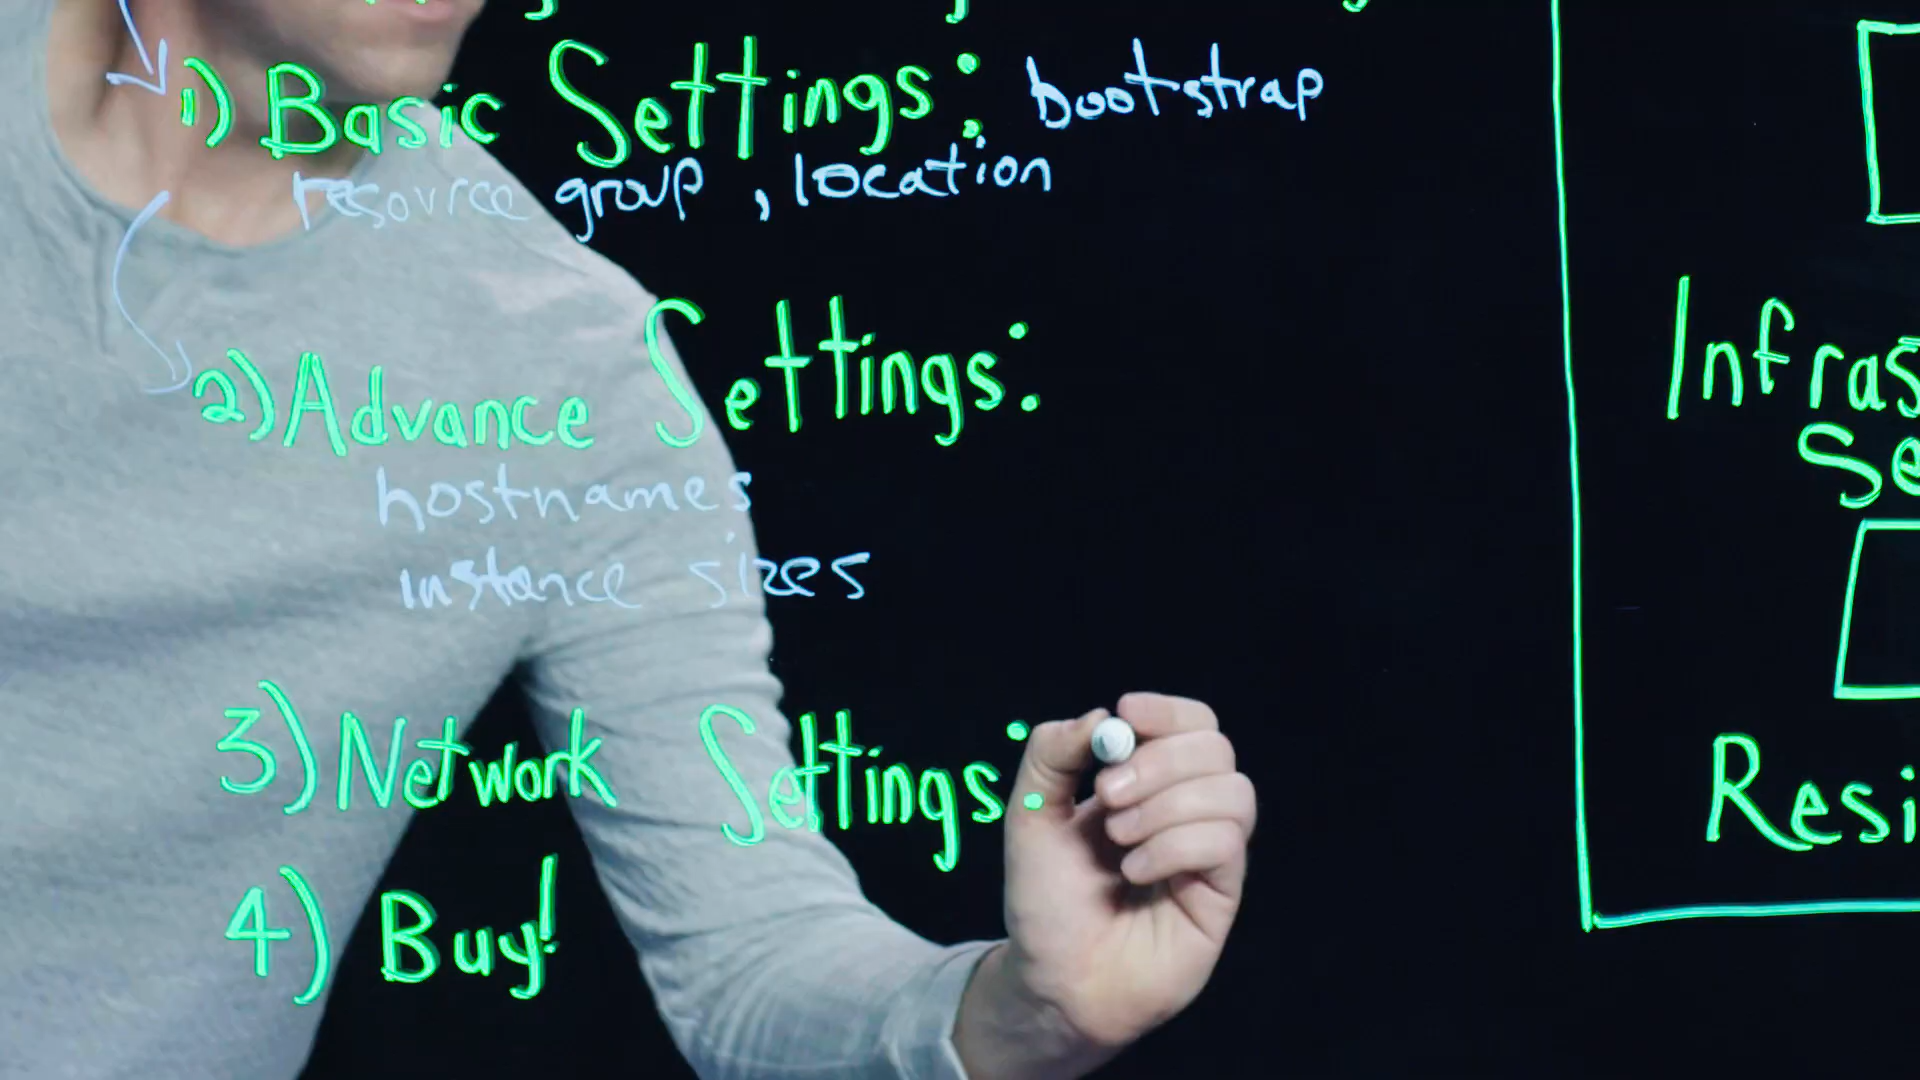 1) Basic Settings: bootstrap
resource group, location
2) Advance Settings:
hostnames
instance sizes
3) Network Settings:
4) Buy!
Infras
Se
Resi